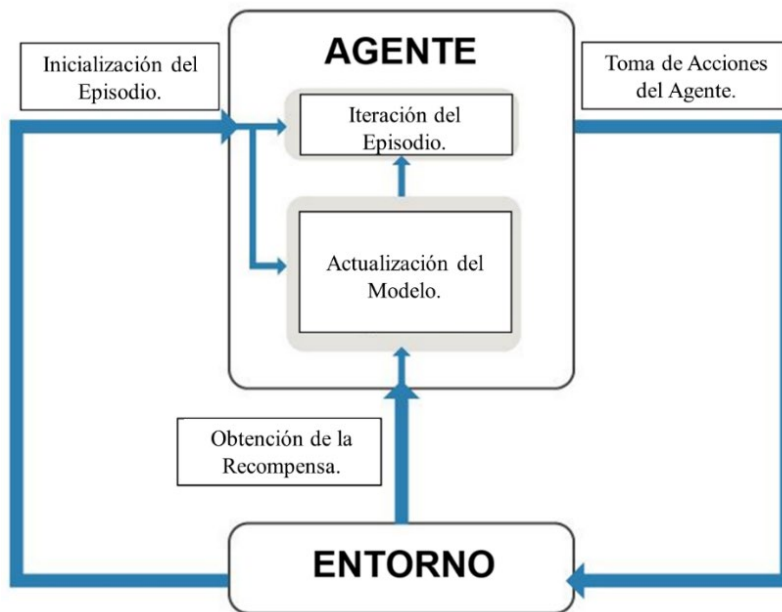 AGENTE
Inicialización del
Episodio.
Toma de Acciones
del Agente.
Iteración del
Episodio.
Actualización del
Modelo.
Obtención de la
Recompensa.
ENTORNO